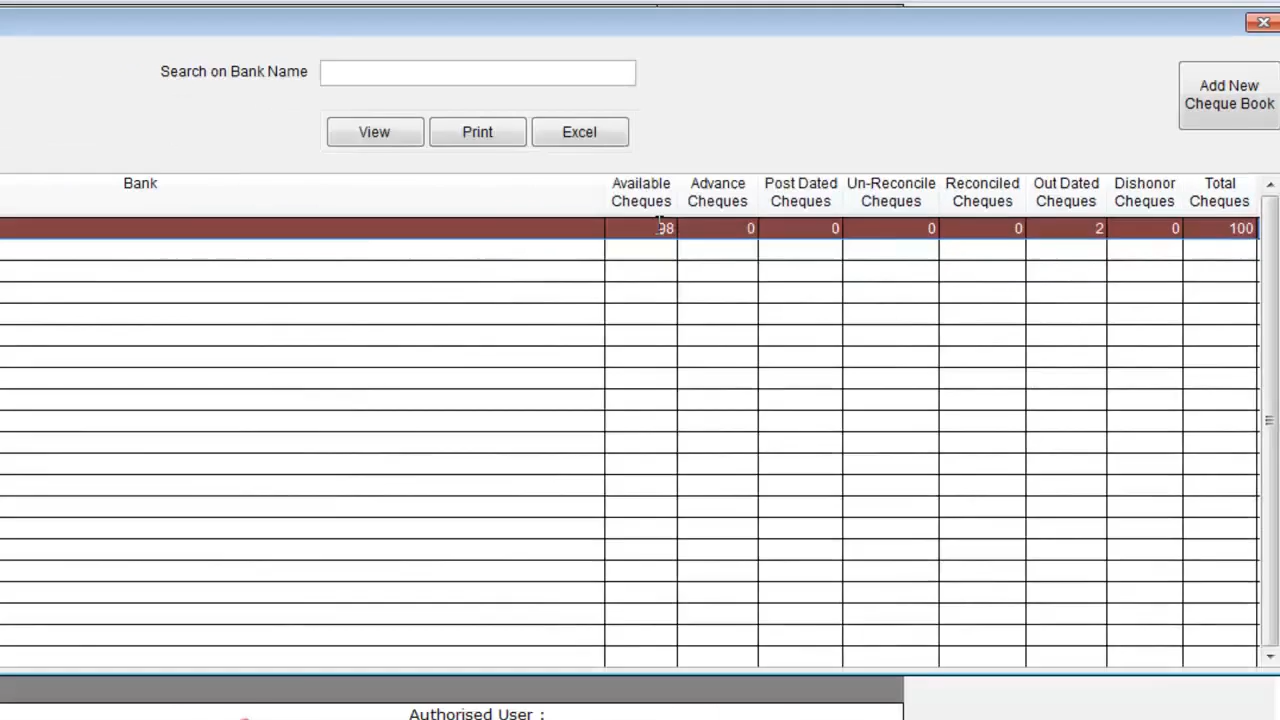 Search on Bank Name
Add New
Cheque Book
View Print Excel
Bank Available Cheques Advance Cheques Post Dated Cheques Un-Reconcile Cheques Reconciled Cheques Out Dated Cheques Dishonor Cheques Total Cheques
98 0 0 0 0 2 0 100
Authorised User :